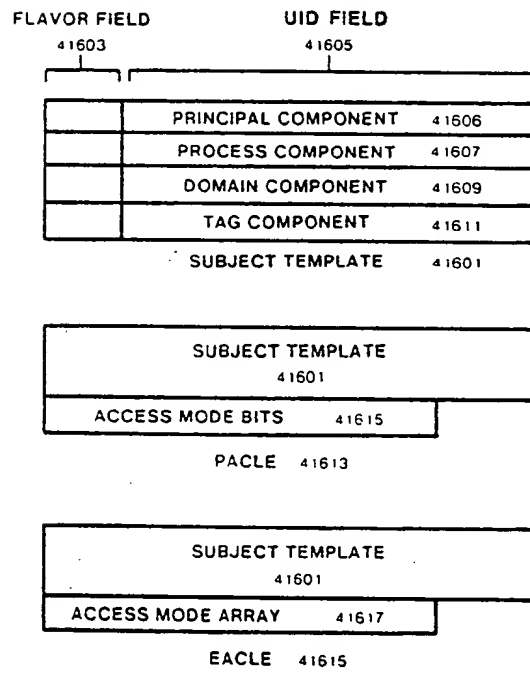 FLAVOR FIELD UID FIELD
41603 41605
PRINCIPAL COMPONENT 41606
PROCESS COMPONENT 41607
DOMAIN COMPONENT 41609
TAG COMPONENT 41611
SUBJECT TEMPLATE 41601
SUBJECT TEMPLATE
41601
ACCESS MODE BITS 41615
PACLE 41613
SUBJECT TEMPLATE
41601
ACCESS MODE ARRAY 41617
EACLE 41615